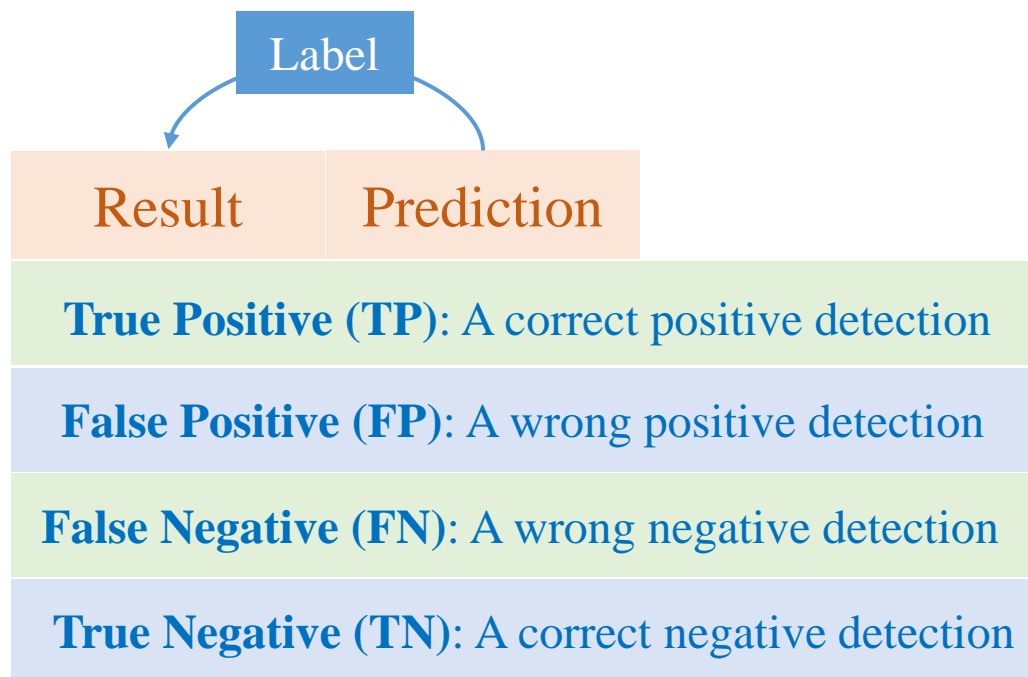 Label
Result Prediction
True Positive (TP): A correct positive detection
False Positive (FP): A wrong positive detection
False Negative (FN): A wrong negative detection
True Negative (TN): A correct negative detection